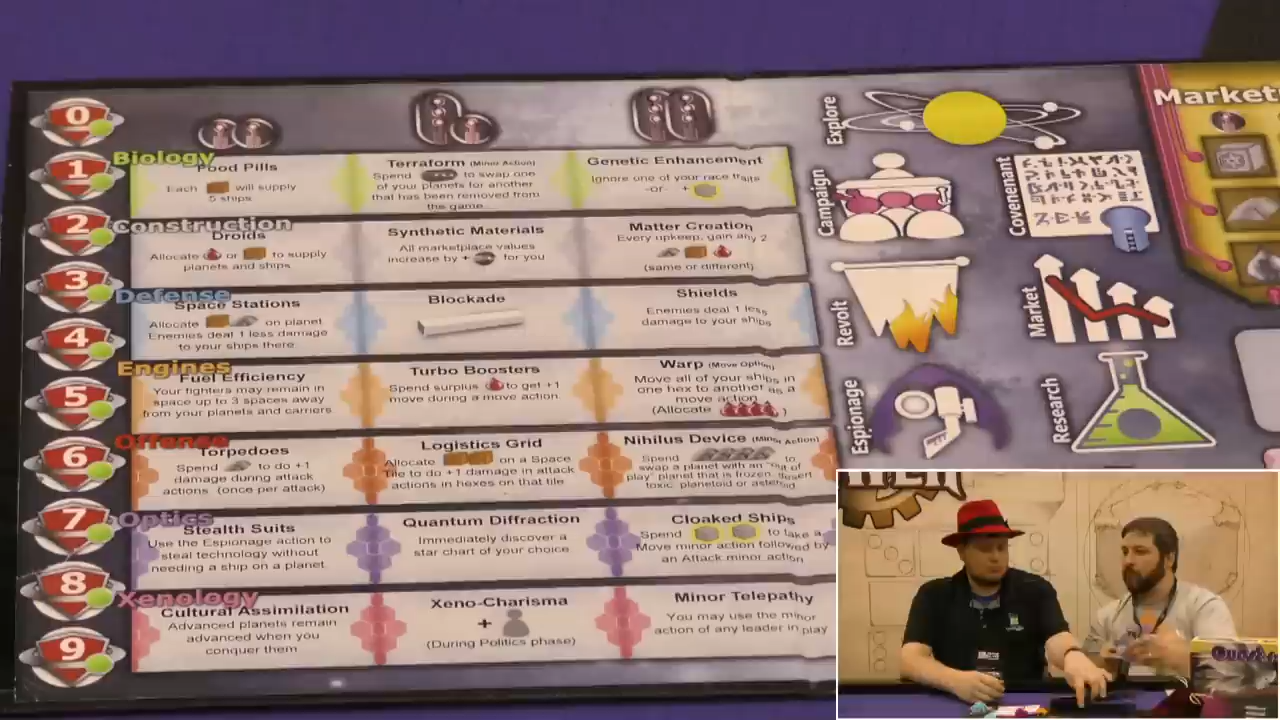 0
1
2
3
4
5
6
7
8
9
Biology
Food Pills
Each will supply
5 ships
Terraform (Minor Action)
Spend to swap one
of your planets for another
that has been removed from
the game
Genetic Enhancement
Ignore one of your race traits
-or- +
Construction
Droids
Allocate or to supply
planets and ships
Synthetic Materials
All marketplace values
increase by + for you
Matter Creation
Every upkeep, gain any 2
(same or different)
Defense
Space Stations
Allocate on planet
Enemies deal 1 less damage
to your ships there
Blockade
Shields
Enemies deal 1 less
damage to your ships
Engines
Fuel Efficiency
Your fighters may remain in
space up to 3 spaces away
from your planets and carriers
Turbo Boosters
Spend surplus to get +1
move during a move action
Warp (Move Option)
Move all of your ships in
one hex to another as a
move action
(Allocate )
Offense
Torpedoes
Spend to do +1
damage during attack
actions (once per attack)
Logistics Grid
Allocate on a Space
Tile to do +1 damage in attack
actions in hexes on that tile
Nihilus Device (Minor Action)
Spend to
swap a planet with an "out of
play" planet that is frozen, desert
toxic, planetoid or asteroid
Optics
Stealth Suits
Use the Espionage action to
steal technology without
needing a ship on a planet
Quantum Diffraction
Immediately discover a
star chart of your choice
Cloaked Ships
Spend to take a
Move minor action followed by
an Attack minor action
Xenology
Cultural Assimilation
Advanced planets remain
advanced when you
conquer them
Xeno-Charisma
+
(During Politics phase)
Minor Telepathy
You may use the minor
action of any leader in play
Explore
Campaign
Covenenant
Revolt
Market
Espionage
Research
Market